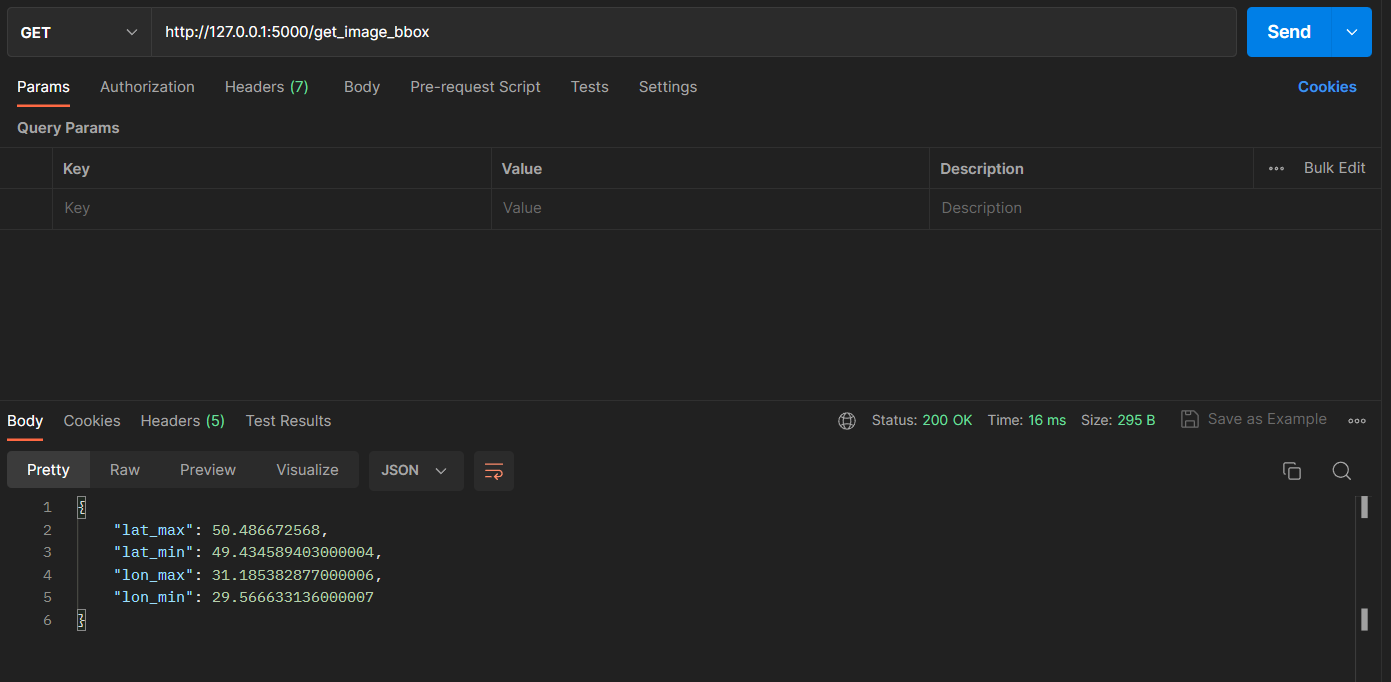 GET http://127.0.0.1:5000/get_image_bbox Send
Params Authorization Headers (7) Body Pre-request Script Tests Settings Cookies
Query Params
Key Value Description Bulk Edit
Key Value Description
Body Cookies Headers (5) Test Results Status: 200 OK Time: 16 ms Size: 295 B Save as Example
Pretty Raw Preview Visualize JSON
1 {
2 "lat_max": 50.486672568,
3 "lat_min": 49.434589403000004,
4 "lon_max": 31.185382877000006,
5 "lon_min": 29.566633136000007
6 }